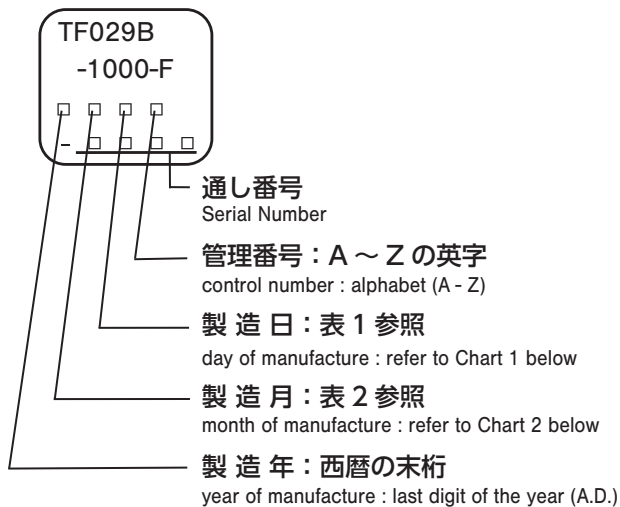 TF029B
-1000-F
□ □ □ □
- □ □ □ □
通し番号
Serial Number
管理番号：A ～ Z の英字
control number : alphabet (A - Z)
製 造 日：表 1 参照
day of manufacture : refer to Chart 1 below
製 造 月：表 2 参照
month of manufacture : refer to Chart 2 below
製 造 年：西暦の末桁
year of manufacture : last digit of the year (A.D.)